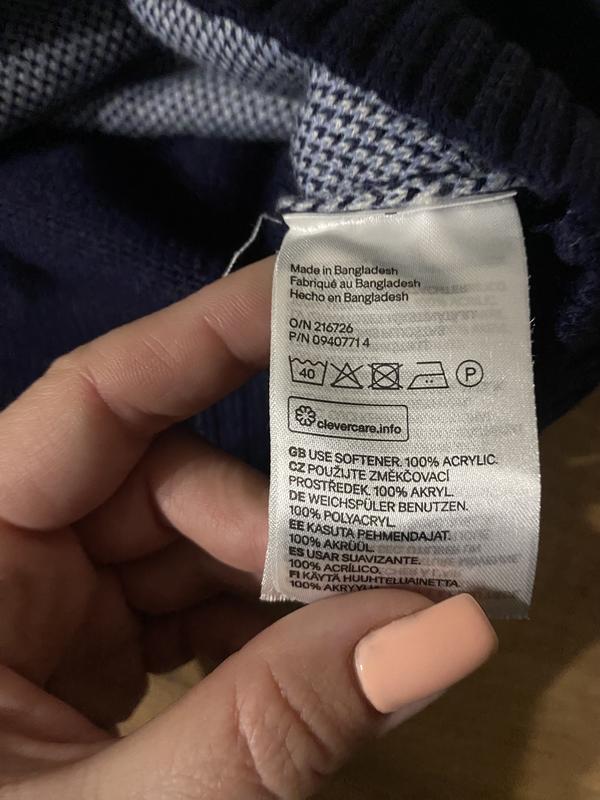 Made in Bangladesh
Fabriqué au Bangladesh
Hecho en Bangladesh
O/N 216726
P/N 09407714
40
P
clevercare.info
GB USE SOFTENER. 100% ACRYLIC.
CZ POUŽIJTE ZMĚKČOVACÍ
PROSTŘEDEK. 100% AKRYL.
DE WEICHSPÜLER BENUTZEN.
100% POLYACRYL.
EE KASUTA PEHMENDAJAT.
100% AKRÜÜL.
ES USAR SUAVIZANTE.
100% ACRÍLICO.
FI KÄYTÄ HUUHTELUAINETTA.
100%